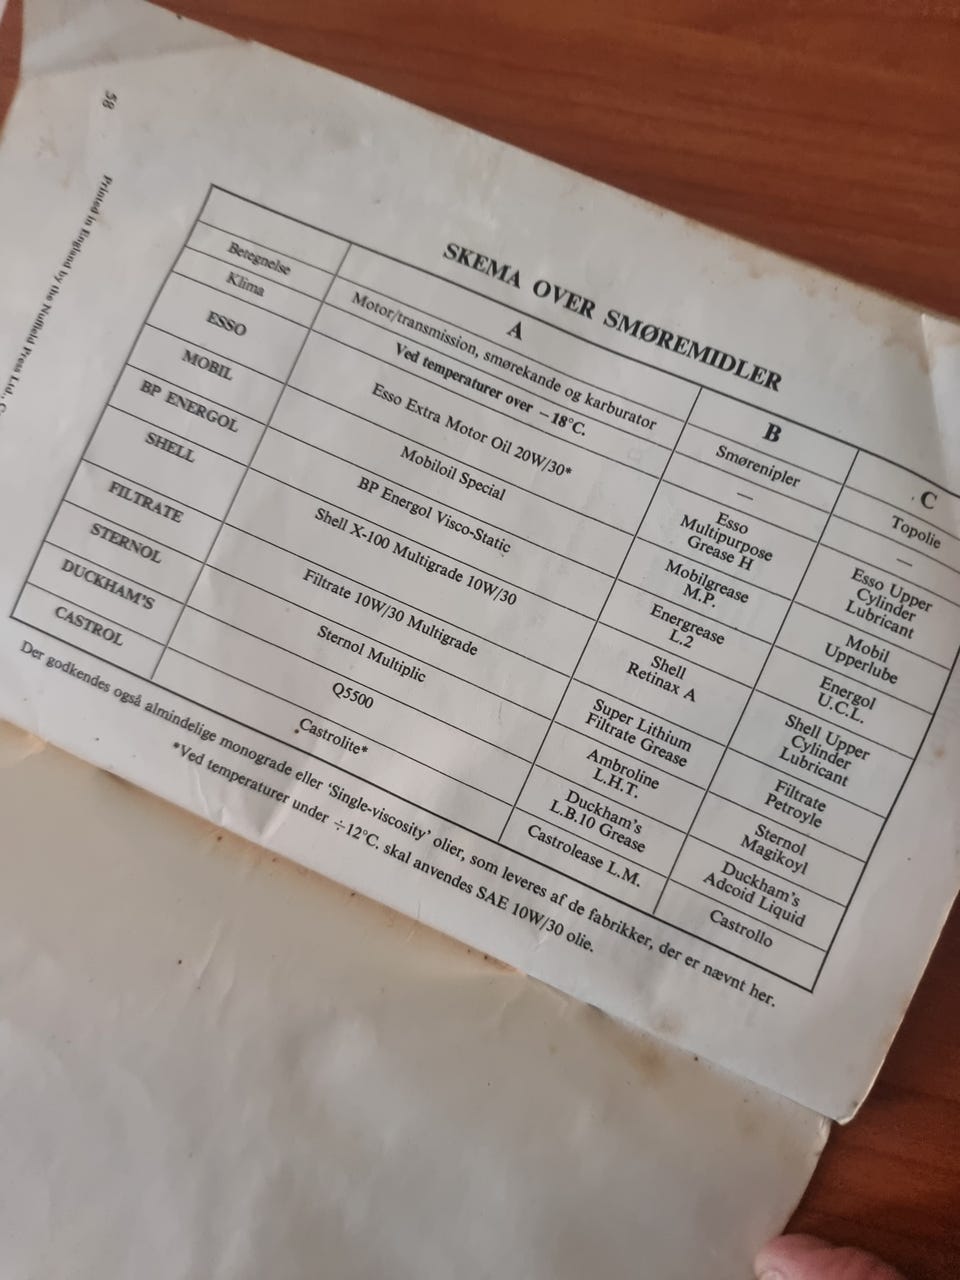 58
Printed in England by the Nuffield Press Ltd.,
SKEMA OVER SMØREMIDLER
A B C
Betegnelse Motor/transmission, smørekande og karburator Smørenipler Topolie
Klima Ved temperaturer over −18°C. — —
ESSO Esso Extra Motor Oil 20W/30* Esso Multipurpose Grease H Esso Upper Cylinder Lubricant
MOBIL Mobiloil Special Mobilgrease M.P. Mobil Upperlube
BP ENERGOL BP Energol Visco-Static Energrease L.2 Energol U.C.L.
SHELL Shell X-100 Multigrade 10W/30 Shell Retinax A Shell Upper Cylinder Lubricant
FILTRATE Filtrate 10W/30 Multigrade Super Lithium Filtrate Grease Filtrate Petroyle
STERNOL Sternol Multiplic Ambroline L.H.T. Sternol Magikoyl
DUCKHAM'S Q5500 Duckham's L.B.10 Grease Duckham's Adcoid Liquid
CASTROL Castrolite* Castrolease L.M. Castrollo
Der godkendes også almindelige monograde eller 'Single-viscosity' olier, som leveres af de fabrikker, der er nævnt her.
*Ved temperaturer under ÷12°C. skal anvendes SAE 10W/30 olie.